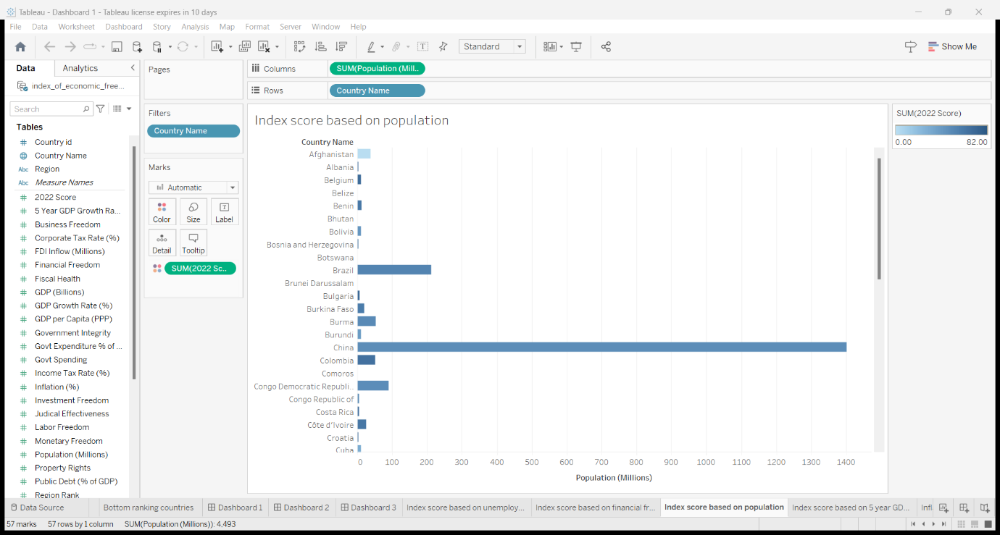 Tableau - Dashboard 1 - Tableau license expires in 10 days
File Data Worksheet Dashboard Story Analysis Map Format Server Window Help
Standard Show Me
Data Analytics
index_of_economic_free...
Search
Tables
Country id
Country Name
Abc Region
Abc Measure Names
2022 Score
5 Year GDP Growth Ra...
Business Freedom
Corporate Tax Rate (%)
FDI Inflow (Millions)
Financial Freedom
Fiscal Health
GDP (Billions)
GDP Growth Rate (%)
GDP per Capita (PPP)
Government Integrity
Govt Expenditure % of ...
Govt Spending
Income Tax Rate (%)
Inflation (%)
Investment Freedom
Judical Effectiveness
Labor Freedom
Monetary Freedom
Population (Millions)
Property Rights
Public Debt (% of GDP)
Region Rank
Pages
Filters
Country Name
Marks
Automatic
Color Size Label
Detail Tooltip
SUM(2022 Sc..
Columns SUM(Population (Mill..
Rows Country Name
Index score based on population
Country Name
Afghanistan
Albania
Belgium
Belize
Benin
Bhutan
Bolivia
Bosnia and Herzegovina
Botswana
Brazil
Brunei Darussalam
Bulgaria
Burkina Faso
Burma
Burundi
China
Colombia
Comoros
Congo Democratic Republi..
Congo Republic of
Costa Rica
Côte d'Ivoire
Croatia
Cuba
0 100 200 300 400 500 600 700 800 900 1000 1100 1200 1300 1400
Population (Millions)
SUM(2022 Score)
0.00 82.00
Data Source Bottom ranking countries Dashboard 1 Dashboard 2 Dashboard 3 Index score based on unemploy... Index score based on financial fr... Index score based on population Index score based on 5 year GD... Infl
57 marks 57 rows by 1 column SUM(Population (Millions)): 4.493